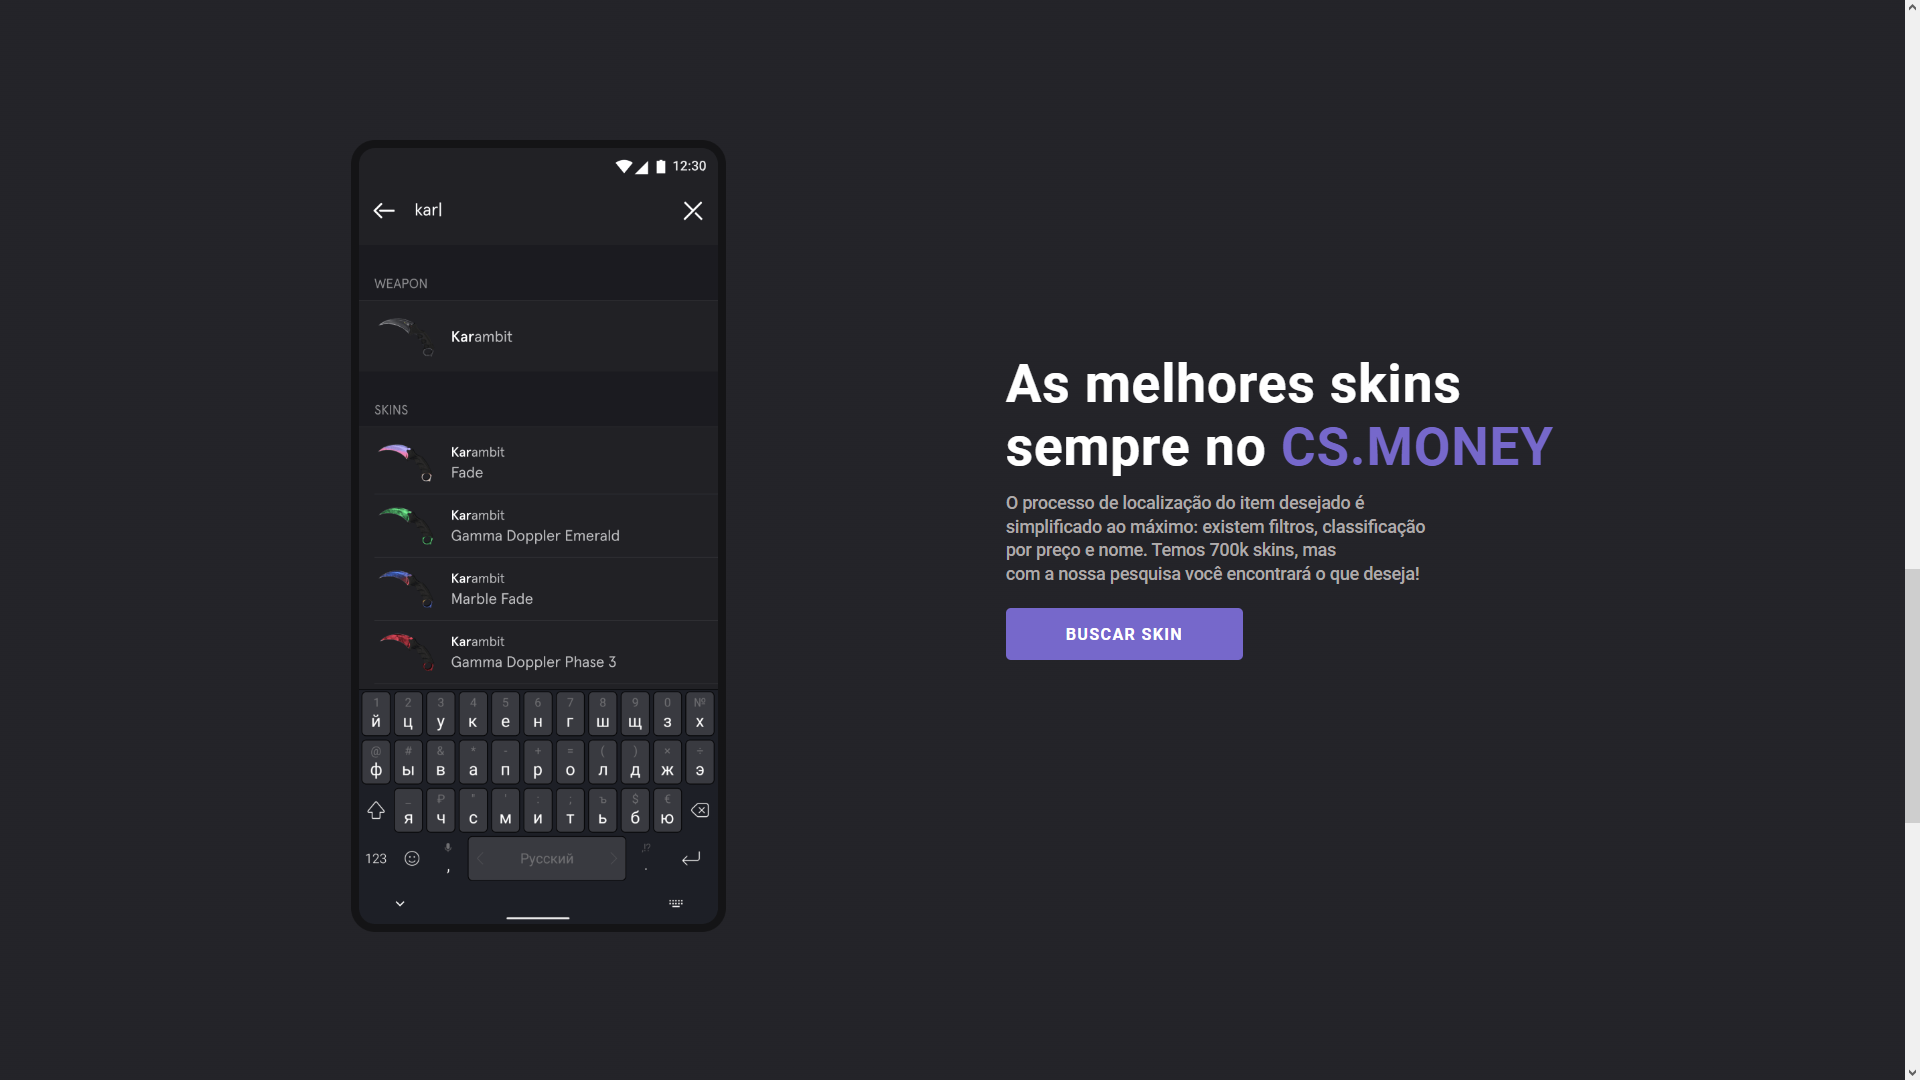 12:30
kar
WEAPON
Karambit
SKINS
Karambit
Fade
Karambit
Gamma Doppler Emerald
Karambit
Marble Fade
Karambit
Gamma Doppler Phase 3
1 2 3 4 5 6 7 8 9 0 №
й ц у к е н г ш щ з х
@ # & * - + = ( ) × ÷
ф ы в а п р о л д ж э
_ ₽ " ' : ; ъ $ €
я ч с м и т ь б ю
123 , Русский ,!? .
As melhores skins
sempre no CS.MONEY
O processo de localização do item desejado é
simplificado ao máximo: existem filtros, classificação
por preço e nome. Temos 700k skins, mas
com a nossa pesquisa você encontrará o que deseja!
BUSCAR SKIN